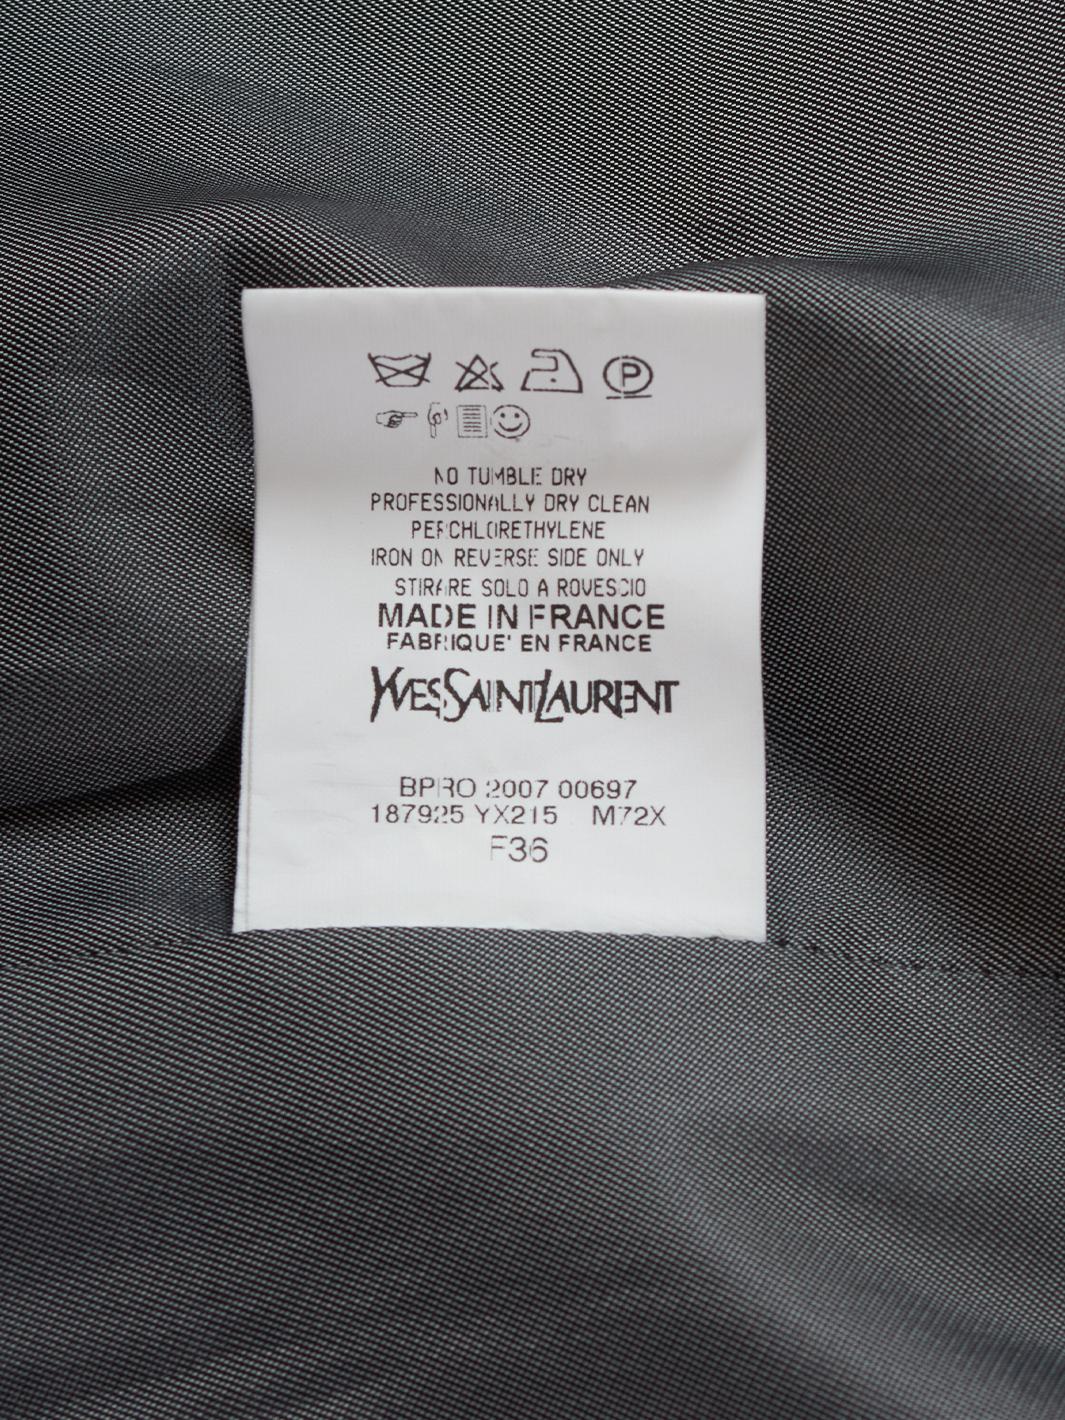 P
NO TUMBLE DRY
PROFESSIONALLY DRY CLEAN
PERCHLORETHYLENE
IRON ON REVERSE SIDE ONLY
STIRARE SOLO A ROVESCIO
MADE IN FRANCE
FABRIQUE' EN FRANCE
YVESSAINTLAURENT
BPRO 2007 00697
187925 YX215 M72X
F36